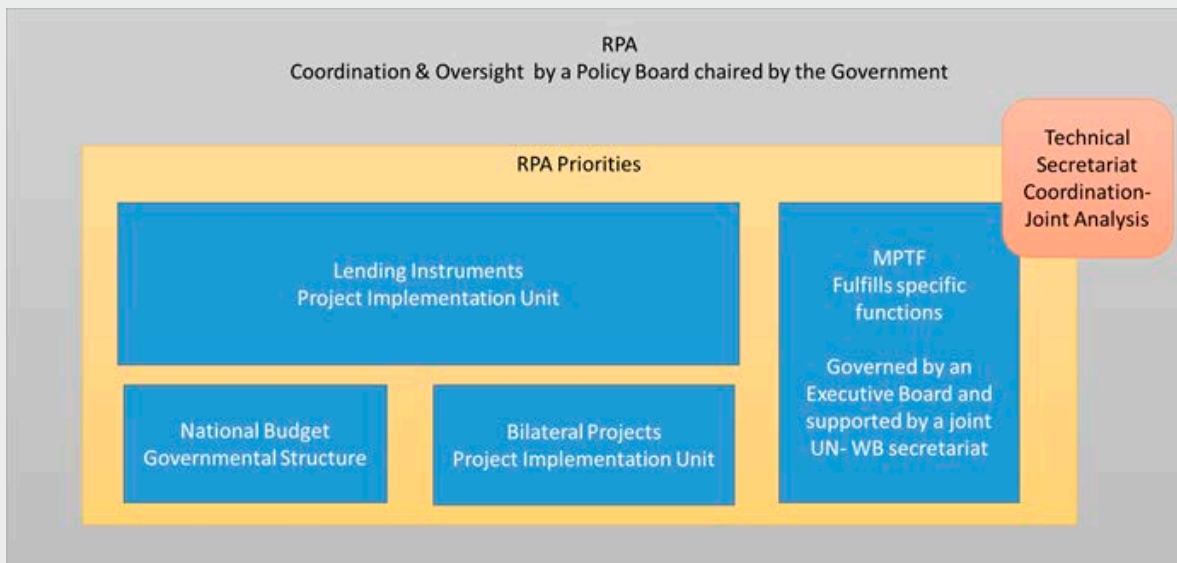 RPA
Coordination & Oversight by a Policy Board chaired by the Government
Technical
Secretariat
Coordination-
Joint Analysis
RPA Priorities
Lending Instruments
Project Implementation Unit
MPTF
Fulfills specific
functions
Governed by an
Executive Board and
supported by a joint
UN- WB secretariat
National Budget
Governmental Structure
Bilateral Projects
Project Implementation Unit